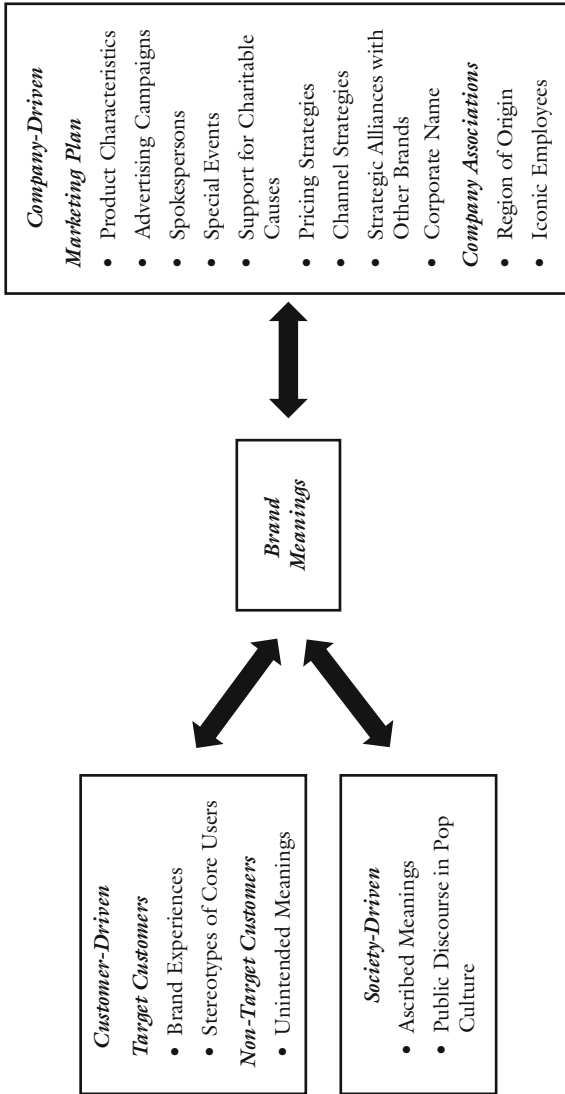 Customer-Driven
Target Customers
• Brand Experiences
• Stereotypes of Core Users
Non-Target Customers
• Unintended Meanings
Society-Driven
• Ascribed Meanings
• Public Discourse in Pop
Culture
Brand
Meanings
Company-Driven
Marketing Plan
• Product Characteristics
• Advertising Campaigns
• Spokespersons
• Special Events
• Support for Charitable
Causes
• Pricing Strategies
• Channel Strategies
• Strategic Alliances with
Other Brands
• Corporate Name
Company Associations
• Region of Origin
• Iconic Employees